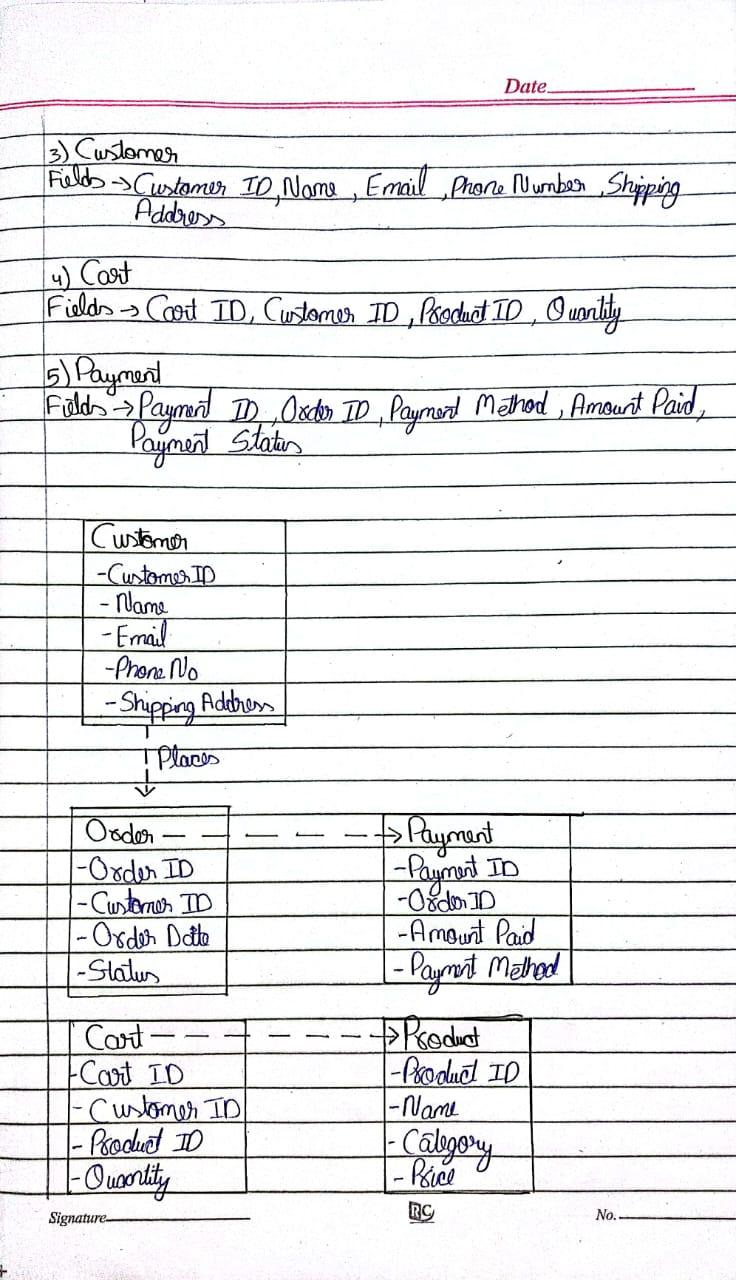 Date
3) Customer
Fields → Customer ID, Name, Email, Phone Number, Shipping
Address
4) Cart
Fields → Cart ID, Customer ID, Product ID, Quantity
5) Payment
Fields → Payment ID, Order ID, Payment Method, Amount Paid,
Payment Status
Customer
-Customer ID
- Name
- Email
-Phone No
- Shipping Address
Places
Order
-Order ID
- Customer ID
- Order Date
-Status
Payment
-Payment ID
-Order ID
-Amount Paid
- Payment Method
Cart
-Cart ID
- Customer ID
- Product ID
- Quantity
Product
-Product ID
-Name
- Category
- Price
Signature
RC
No.